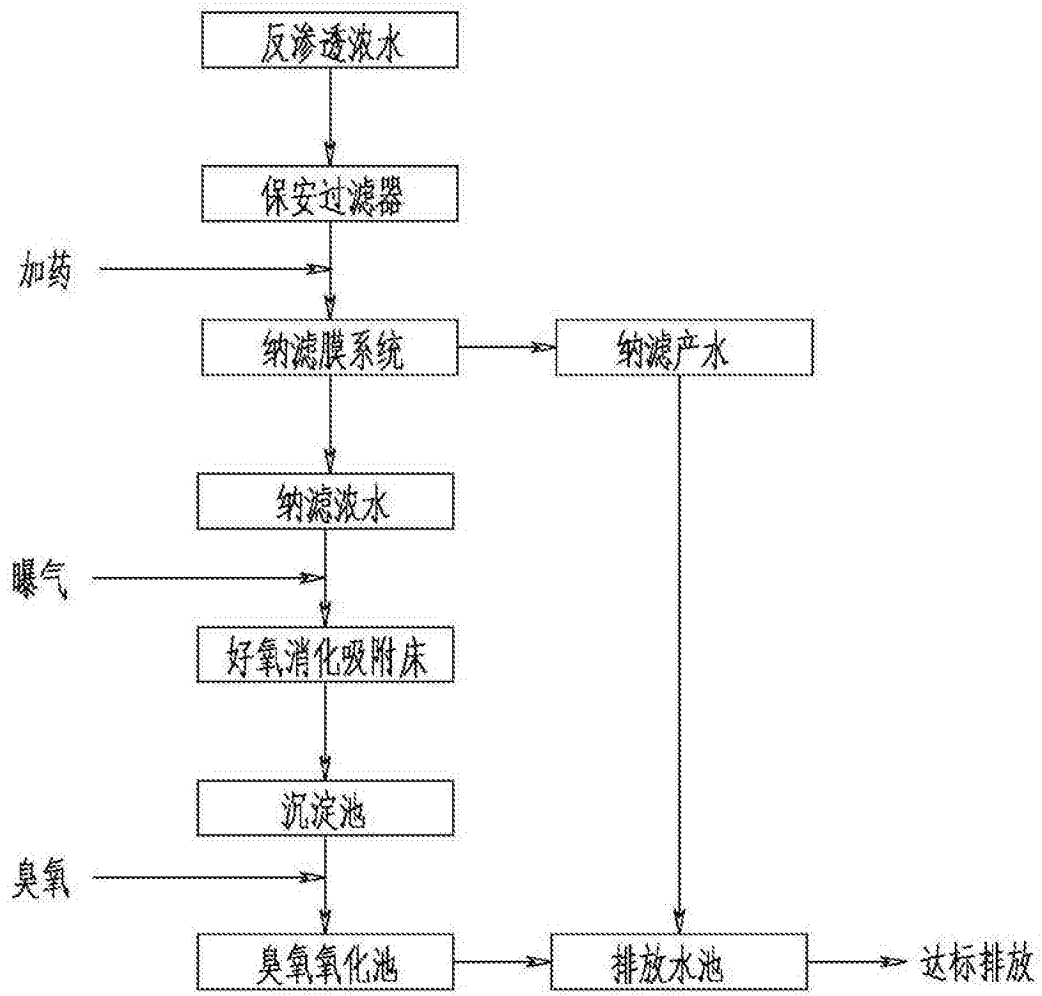 反渗透浓水
保安过滤器
加药
纳滤膜系统
纳滤产水
纳滤浓水
曝气
好氧消化吸附床
沉淀池
臭氧
臭氧氧化池
排放水池
达标排放